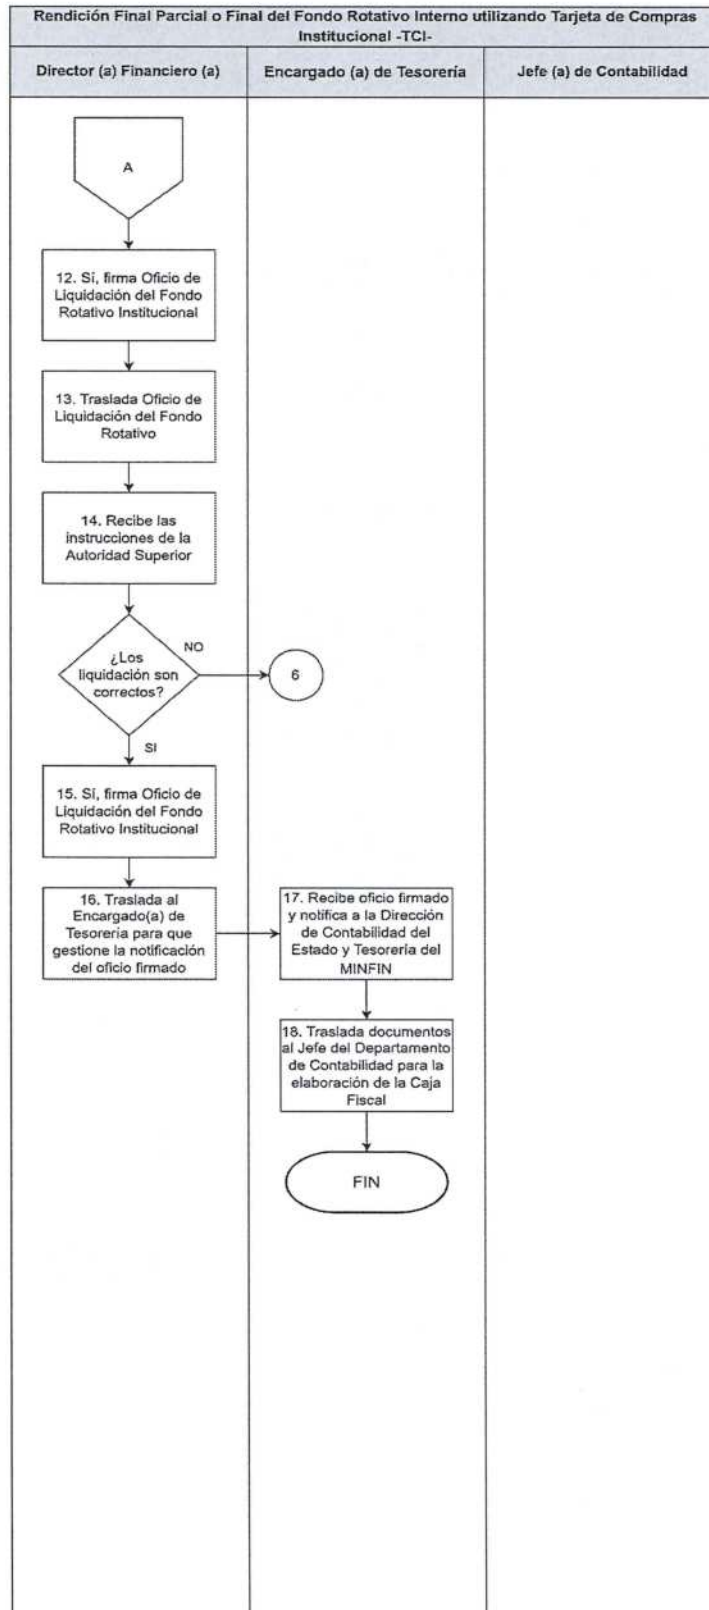 Rendición Final Parcial o Final del Fondo Rotativo Interno utilizando Tarjeta de Compras
Institucional -TCI-
Director (a) Financiero (a)
Encargado (a) de Tesorería
Jefe (a) de Contabilidad
A
12. Sí, firma Oficio de
Liquidación del Fondo
Rotativo Institucional
13. Traslada Oficio de
Liquidación del Fondo
Rotativo
14. Recibe las
instrucciones de la
Autoridad Superior
¿Los
liquidación son
correctos?
NO
6
SI
15. Sí, firma Oficio de
Liquidación del Fondo
Rotativo Institucional
16. Traslada al
Encargado(a) de
Tesorería para que
gestione la notificación
del oficio firmado
17. Recibe oficio firmado
y notifica a la Dirección
de Contabilidad del
Estado y Tesorería del
MINFIN
18. Traslada documentos
al Jefe del Departamento
de Contabilidad para la
elaboración de la Caja
Fiscal
FIN